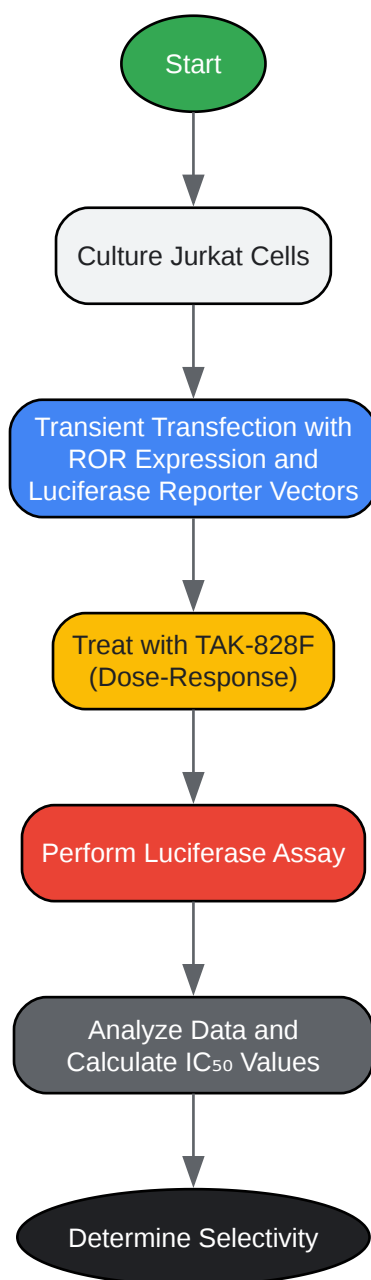 Start
Culture Jurkat Cells
Transient Transfection with
ROR Expression and
Luciferase Reporter Vectors
Treat with TAK-828F
(Dose-Response)
Perform Luciferase Assay
Analyze Data and
Calculate IC₅₀ Values
Determine Selectivity